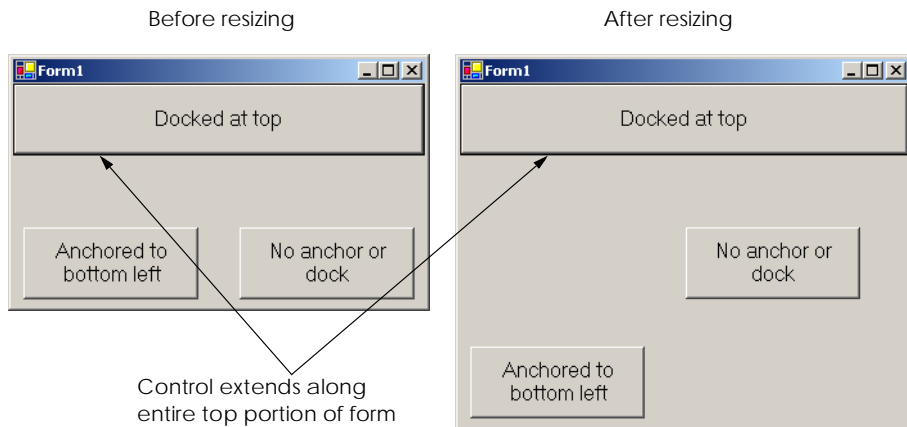 Before resizing
After resizing
Form1
Docked at top
Anchored to
bottom left
No anchor or
dock
Form1
Docked at top
No anchor or
dock
Anchored to
bottom left
Control extends along
entire top portion of form